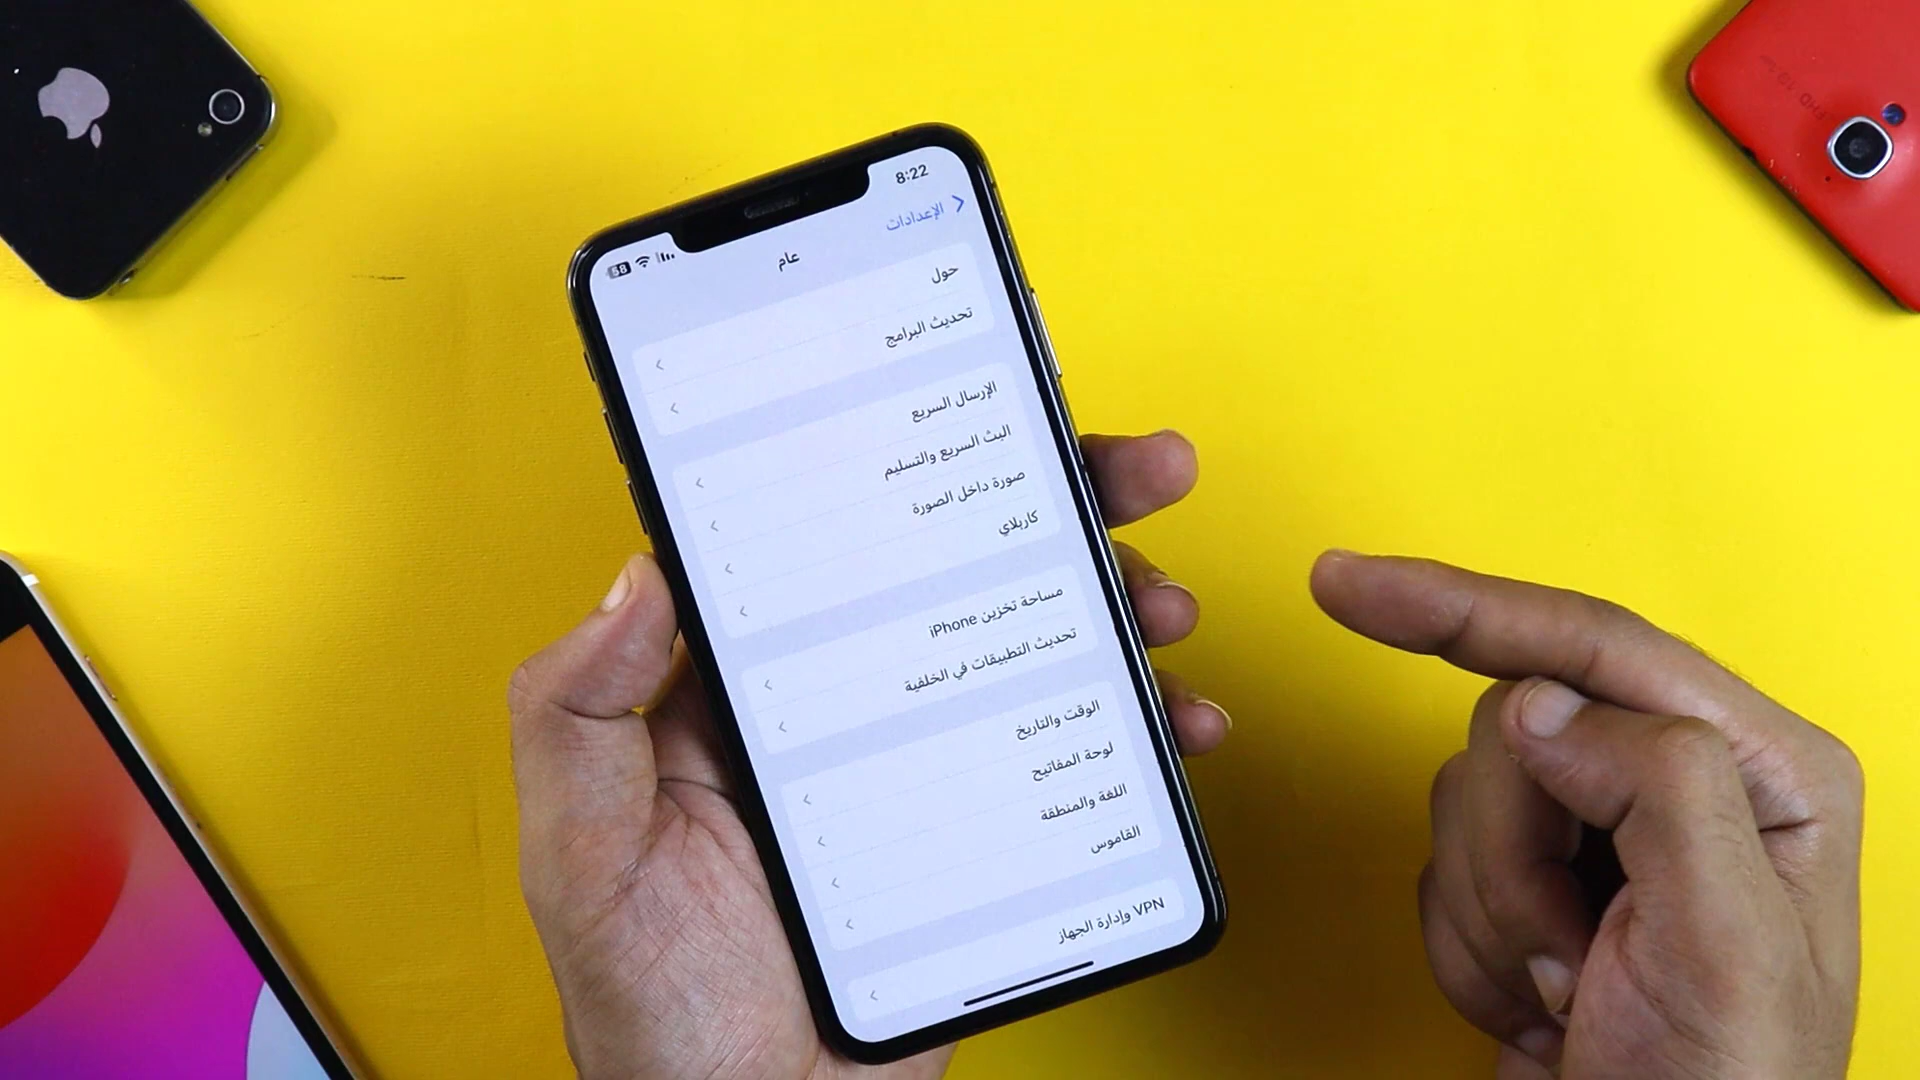 8:22
58
الإعدادات
عام
حول
تحديث البرامج
الإرسال السريع
البث السريع والتسليم
صورة داخل الصورة
كاربلاي
مساحة تخزين iPhone
تحديث التطبيقات في الخلفية
الوقت والتاريخ
لوحة المفاتيح
اللغة والمنطقة
القاموس
VPN وإدارة الجهاز